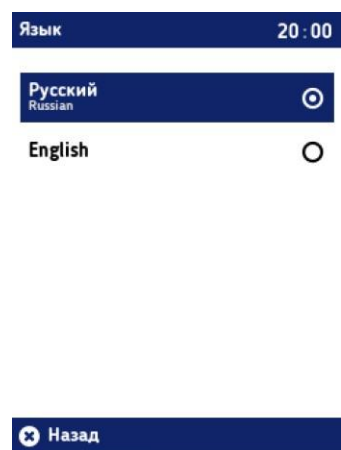 Язык 20:00
Русский
Russian
English
Назад